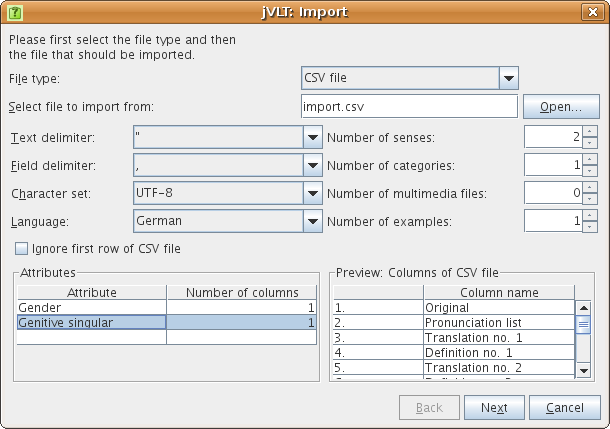 jVLT: Import
Please first select the file type and then
the file that should be imported.
File type: CSV file
Select file to import from: import.csv Open...
Text delimiter: " Number of senses: 2
Field delimiter: , Number of categories: 1
Character set: UTF-8 Number of multimedia files: 0
Language: German Number of examples: 1
Ignore first row of CSV file
Attributes
Attribute Number of columns
Gender 1
Genitive singular 1
Preview: Columns of CSV file
Column name
1. Original
2. Pronunciation list
3. Translation no. 1
4. Definition no. 1
5. Translation no. 2
Back Next Cancel